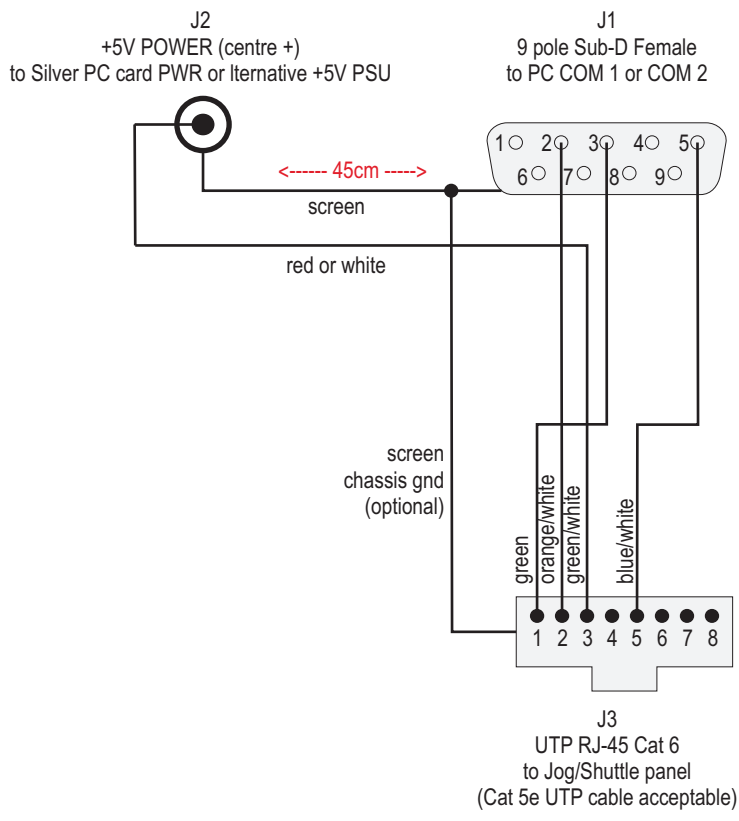 J2
+5V POWER (centre +)
to Silver PC card PWR or lternative +5V PSU
J1
9 pole Sub-D Female
to PC COM 1 or COM 2
1 2 3 4 5
6 7 8 9
<------ 45cm ----->
screen
red or white
screen
chassis gnd
(optional)
green
orange/white
green/white
blue/white
1 2 3 4 5 6 7 8
J3
UTP RJ-45 Cat 6
to Jog/Shuttle panel
(Cat 5e UTP cable acceptable)